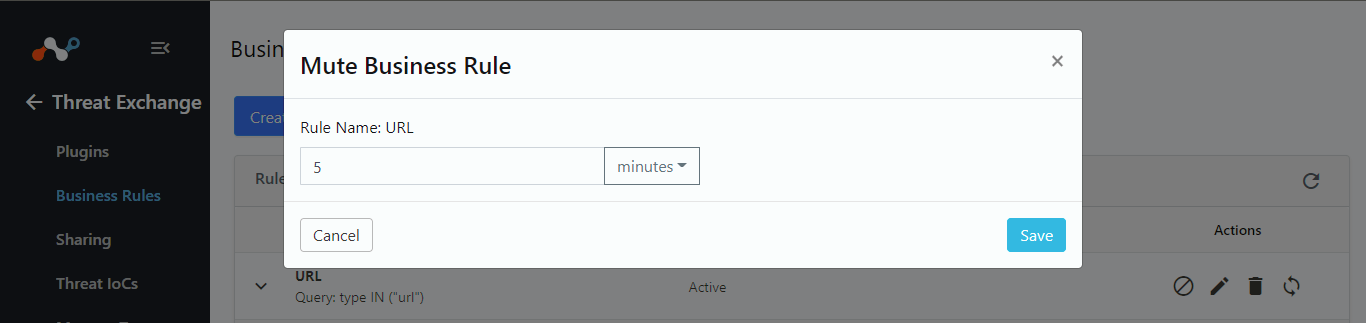 Busin
Mute Business Rule
×
Threat Exchange
Rule Name: URL
Creat
5
minutes
Plugins
Rule
Business Rules
Cancel
Save
Sharing
Actions
URL
Threat IoCs
Query: type IN ("url")
Active